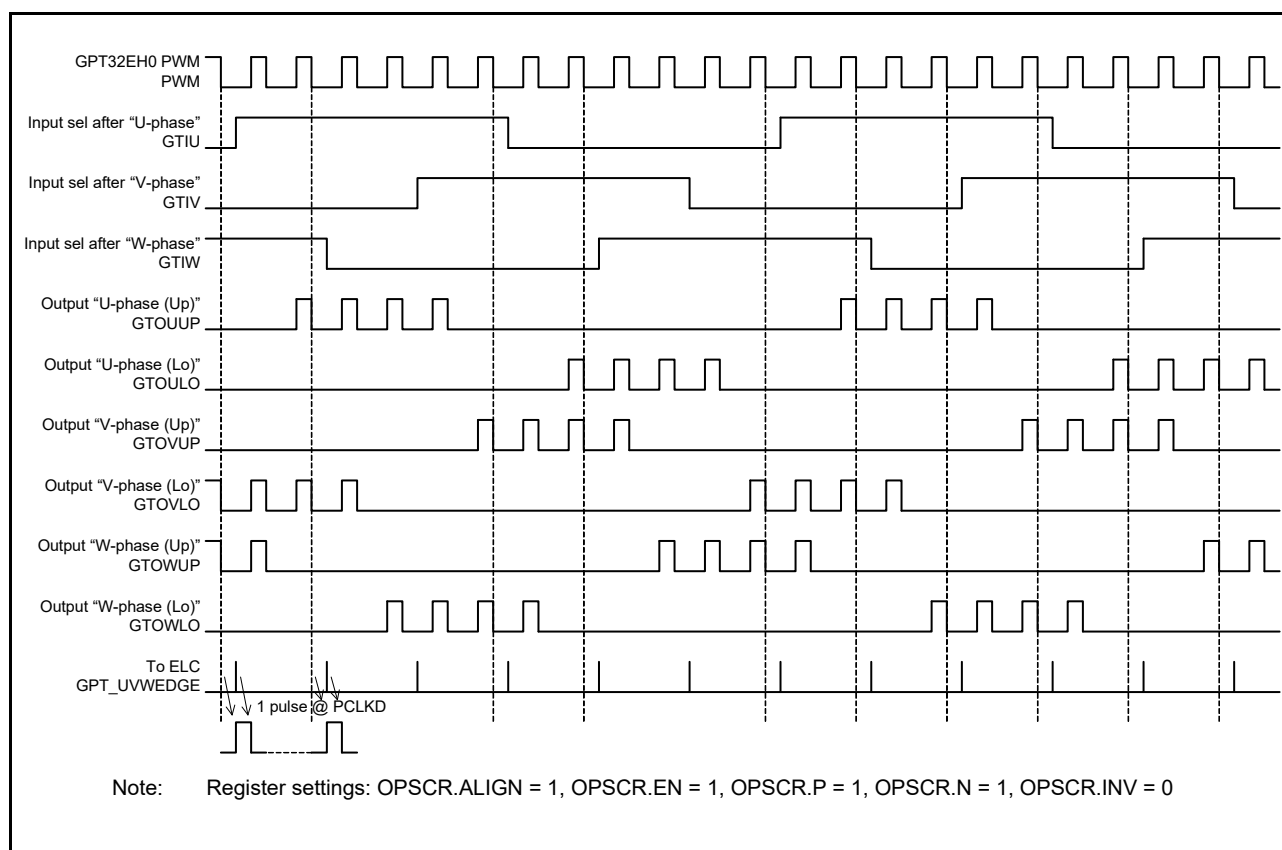 GPT32EH0 PWM
PWM
Input sel after “U-phase”
GTIU
Input sel after “V-phase”
GTIV
Input sel after “W-phase”
GTIW
Output “U-phase (Up)”
GTOUUP
Output “U-phase (Lo)”
GTOULO
Output “V-phase (Up)”
GTOVUP
Output “V-phase (Lo)”
GTOVLO
Output “W-phase (Up)”
GTOWUP
Output “W-phase (Lo)”
GTOWLO
To ELC
GPT_UVWEDGE
1 pulse @ PCLKD
Note: Register settings: OPSCR.ALIGN = 1, OPSCR.EN = 1, OPSCR.P = 1, OPSCR.N = 1, OPSCR.INV = 0